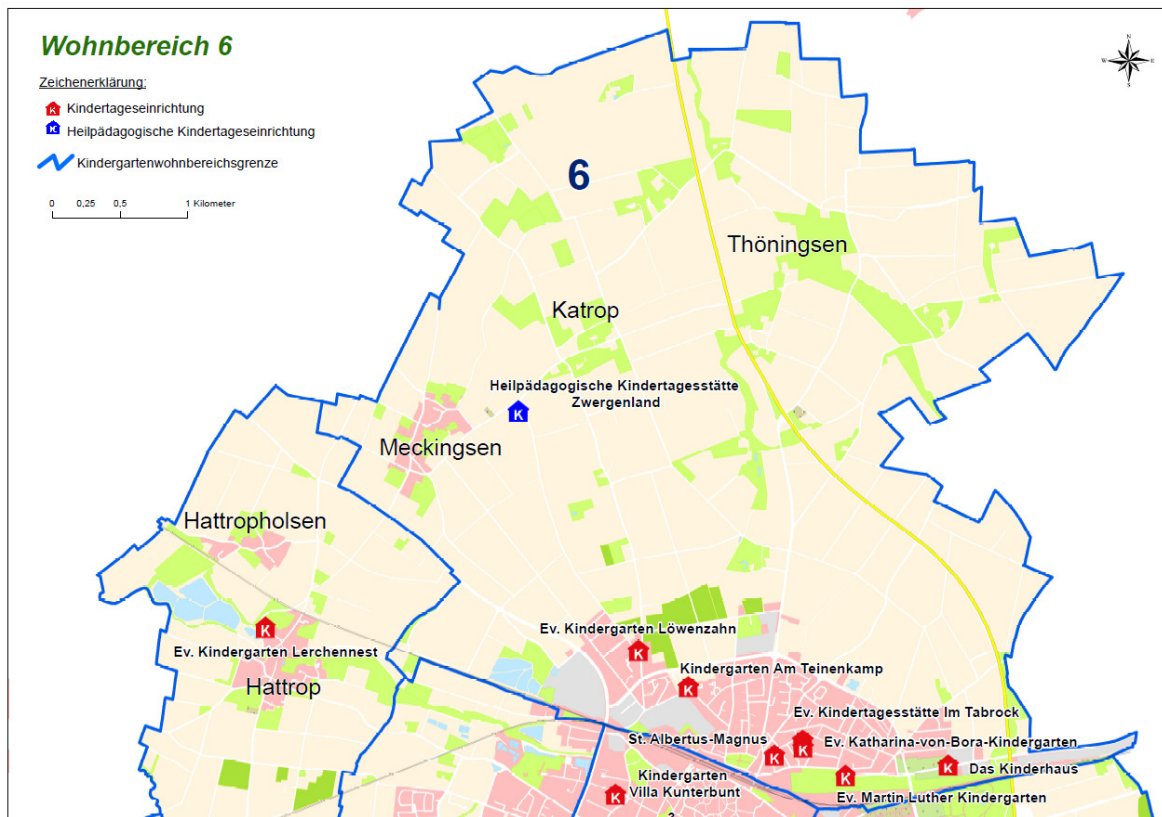 Wohnbereich 6
Zeichenerklärung:
K Kindertageseinrichtung
K Heilpädagogische Kindertageseinrichtung
Kindergartenwohnbereichsgrenze
0 0,25 0,5 1 Kilometer
N
W E
S
6
Thöningsen
Katrop
Heilpädagogische Kindertagesstätte
Zwergenland
K
Meckingsen
Hattropholsen
K
Ev. Kindergarten Lerchennest
Hattrop
Ev. Kindergarten Löwenzahn
K
Kindergarten Am Teinenkamp
K
Ev. Kindertagesstätte Im Tabrock
St. Albertus-Magnus
K
K
Ev. Katharina-von-Bora-Kindergarten
K
Das Kinderhaus
Kindergarten
Villa Kunterbunt
K
K
Ev. Martin Luther Kindergarten